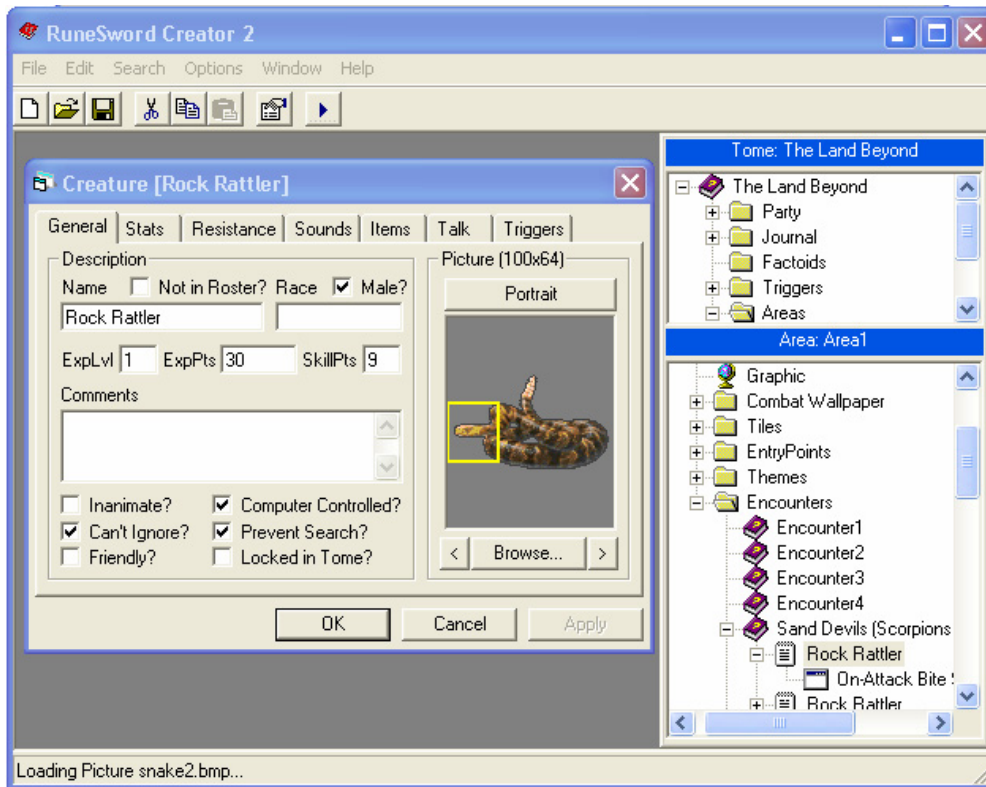 RuneSword Creator 2
File Edit Search Options Window Help
Tome: The Land Beyond
The Land Beyond
Party
Journal
Factoids
Triggers
Areas
Creature [Rock Rattler]
General Stats Resistance Sounds Items Talk Triggers
Description
Name Not in Roster? Race Male?
Rock Rattler
ExpLvl 1 ExpPts 30 SkillPts 9
Comments
Inanimate? Computer Controlled?
Can't Ignore? Prevent Search?
Friendly? Locked in Tome?
Picture (100x64)
Portrait
< Browse... >
OK Cancel Apply
Area: Area1
Graphic
Combat Wallpaper
Tiles
EntryPoints
Themes
Encounters
Encounter1
Encounter2
Encounter3
Encounter4
Sand Devils (Scorpions
Rock Rattler
On-Attack Bite
Rock Rattler
Loading Picture snake2.bmp...